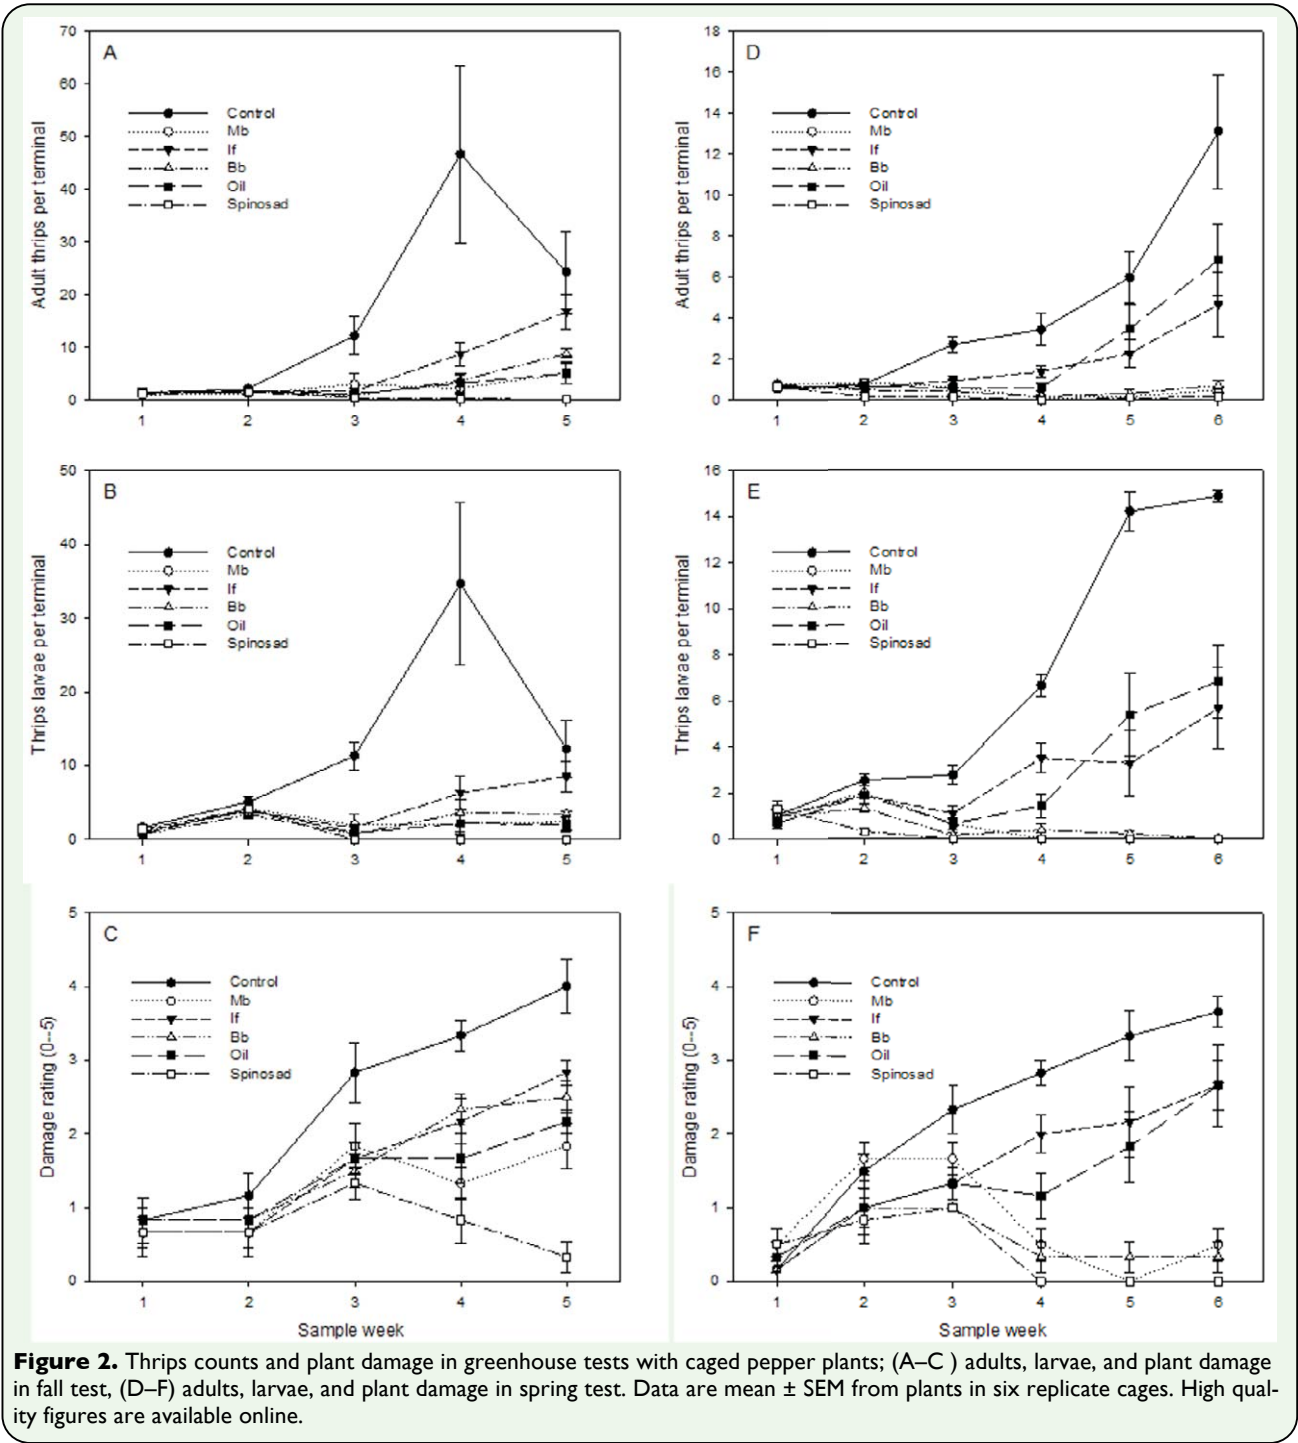 A
70
60
50
40
30
20
10
0
Adult thrips per terminal
Control
Mb
If
Bb
Oil
Spinosad
1 2 3 4 5
D
18
16
14
12
10
8
6
4
2
0
Adult thrips per terminal
Control
Mb
If
Bb
Oil
Spinosad
1 2 3 4 5 6
B
50
40
30
20
10
0
Thrips larvae per terminal
Control
Mb
If
Bb
Oil
Spinosad
1 2 3 4 5
E
16
14
12
10
8
6
4
2
0
Thrips larvae per terminal
Control
Mb
If
Bb
Oil
Spinosad
1 2 3 4 5 6
C
5
4
3
2
1
0
Damage rating (0--5)
Control
Mb
If
Bb
Oil
Spinosad
1 2 3 4 5
Sample week
F
5
4
3
2
1
0
Damage rating (0--5)
Control
Mb
If
Bb
Oil
Spinosad
1 2 3 4 5 6
Sample week
Figure 2. Thrips counts and plant damage in greenhouse tests with caged pepper plants; (A–C ) adults, larvae, and plant damage
in fall test, (D–F) adults, larvae, and plant damage in spring test. Data are mean ± SEM from plants in six replicate cages. High qual-
ity figures are available online.